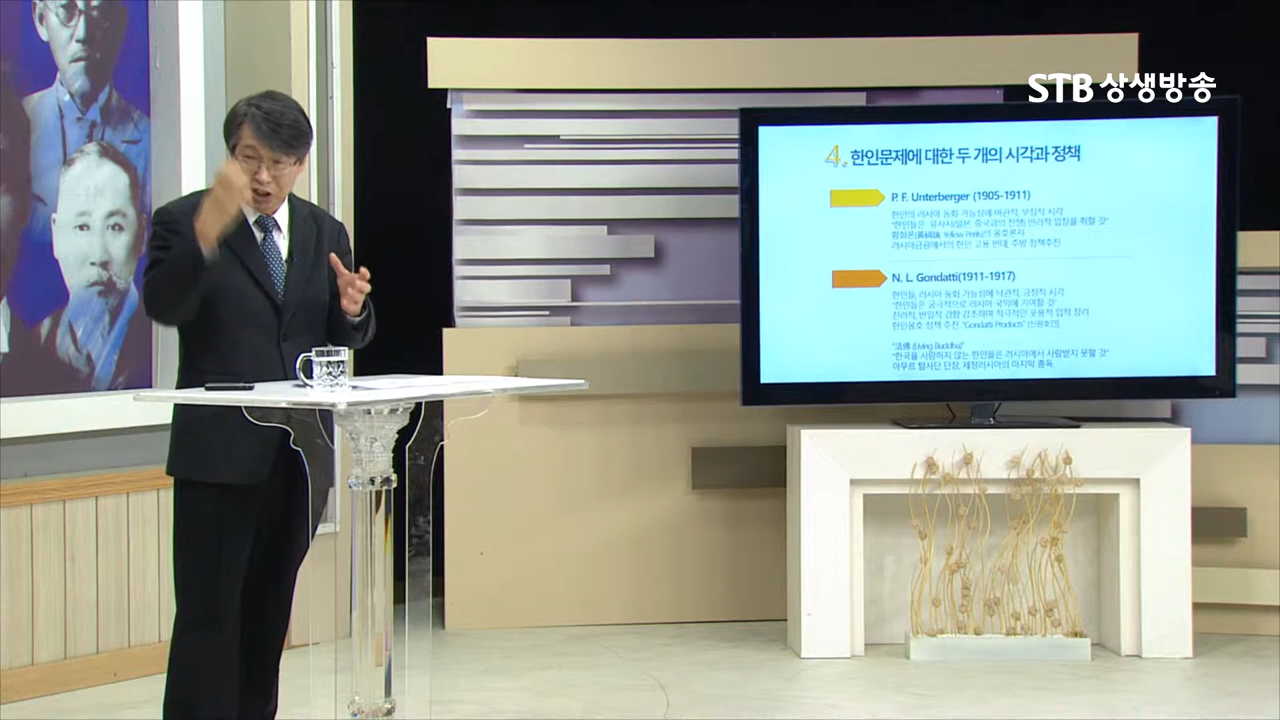 STB 상생방송
4. 한인문제에 대한 두 개의 시각과 정책
P. F. Unterberger (1905-1911)
한인의 러시아 동화 가능성에 비관적, 부정적 시각
"한인들은 유사시(일본, 중국과의 전쟁) 반러적 입장을 취할 것"
황화론(黃禍論, Yellow Perils)의 옹호론자
러시아금광에서의 한인 고용 반대, 추방 정책추진
N. L. Gondatti(1911-1917)
한인들, 러시아 동화 가능성에 낙관적, 긍정적 시각
"한인들은 궁극적으로 러시아 국익에 기여할 것"
친러적, 반일적 경향 강조하며 적극적인 포용적 입적 장려
한인옹호 정책 추진: "Gondatti Products" [신원호인]
"活佛 (Living Buddha)"
"한국을 사랑하지 않는 한인들은 러시아에서 사랑받지 못할 것"
아무르 탐사단 단장, 제정러시아의 마지막 총독